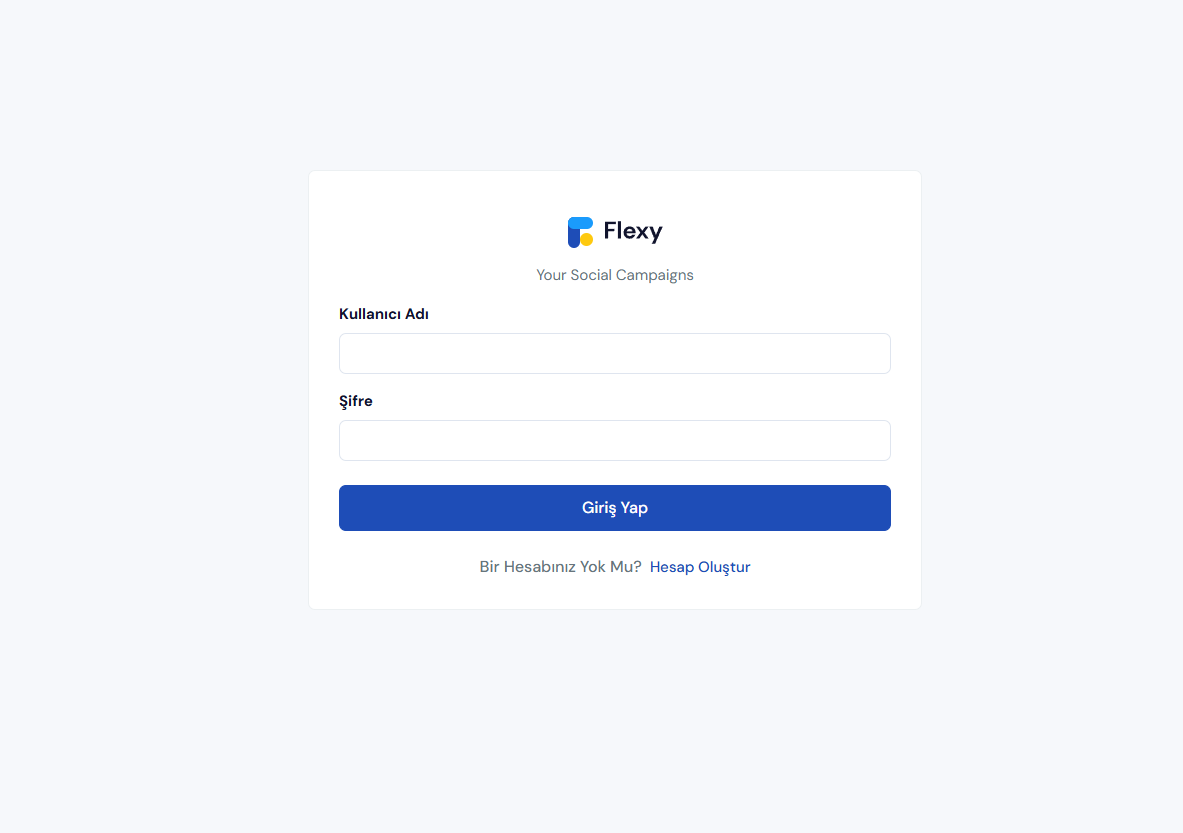 Flexy
Your Social Campaigns
Kullanıcı Adı
Şifre
Giriş Yap
Bir Hesabınız Yok Mu? Hesap Oluştur